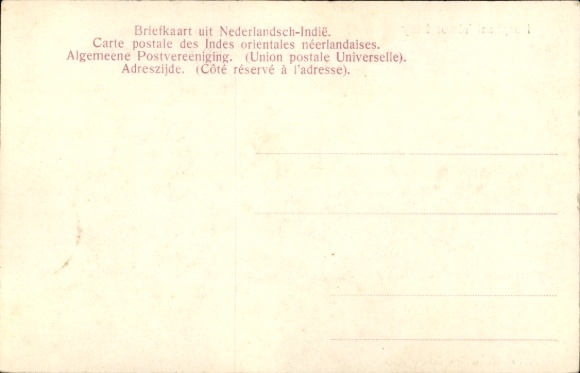 Briefkaart uit Nederlandsch-Indië.
Carte postale des Indes orientales néerlandaises.
Algemeene Postvereeniging. (Union postale Universelle).
Adreszijde. (Côté réservé à l'adresse).